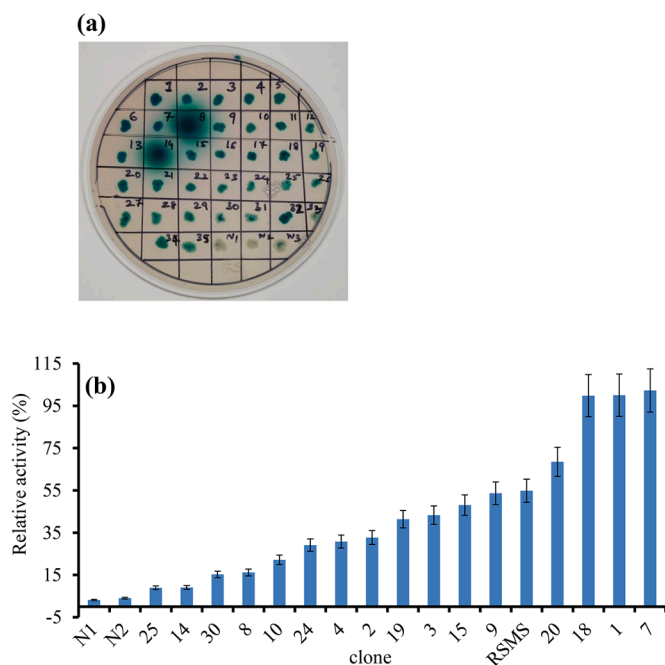 (a)
1 2 3 4 5
6 7 8 9 10 11 12
13 14 15 16 17 18 19
20 21 22 23 24 25 26
27 28 29 30 31 32 33
34 35 N1 N2 N3
(b)
Relative activity (%)
115
95
75
55
35
15
-5
N1 N2 25 14 30 8 10 24 4 2 19 3 15 9 RSMS 20 18 1 7
clone